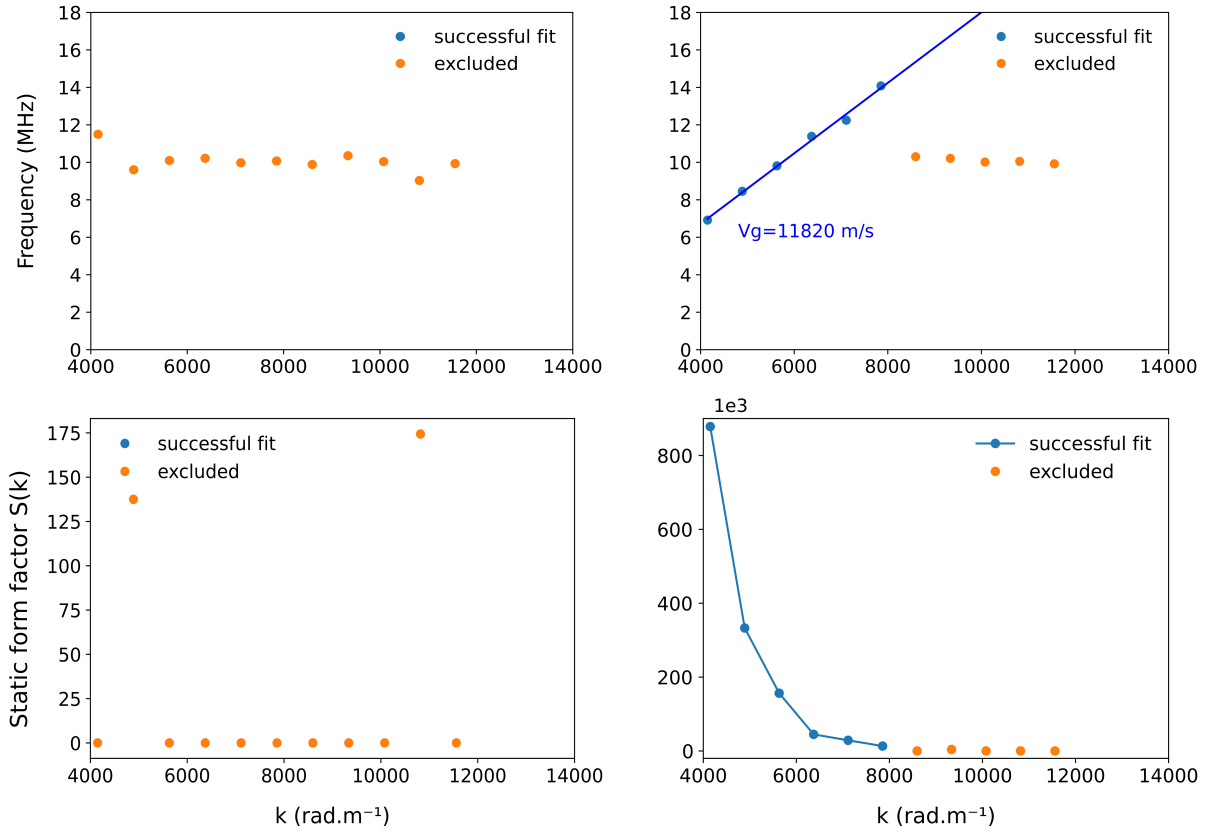 18
16
14
12
10
8
6
4
2
0
4000 6000 8000 10000 12000 14000
Frequency (MHz)
successful fit
excluded
18
16
14
12
10
8
6
4
2
0
4000 6000 8000 10000 12000 14000
successful fit
excluded
Vg=11820 m/s
175
150
125
100
75
50
25
0
4000 6000 8000 10000 12000 14000
Static form factor S(k)
k (rad.m⁻¹)
successful fit
excluded
1e3
800
600
400
200
0
4000 6000 8000 10000 12000 14000
k (rad.m⁻¹)
successful fit
excluded